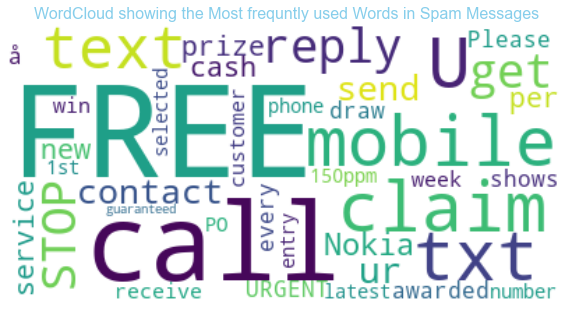 WordCloud showing the Most frequntly used Words in Spam Messages
å
text
prize
reply
U
Please
cash
get
send
per
FREE
win
selected
customer
phone
draw
mobile
new
1st
150ppm
week
shows
service
STOP
contact
guaranteed
call
PO
every
entry
claim
Nokia
ur
txt
receive
URGENT
latest
awarded
number